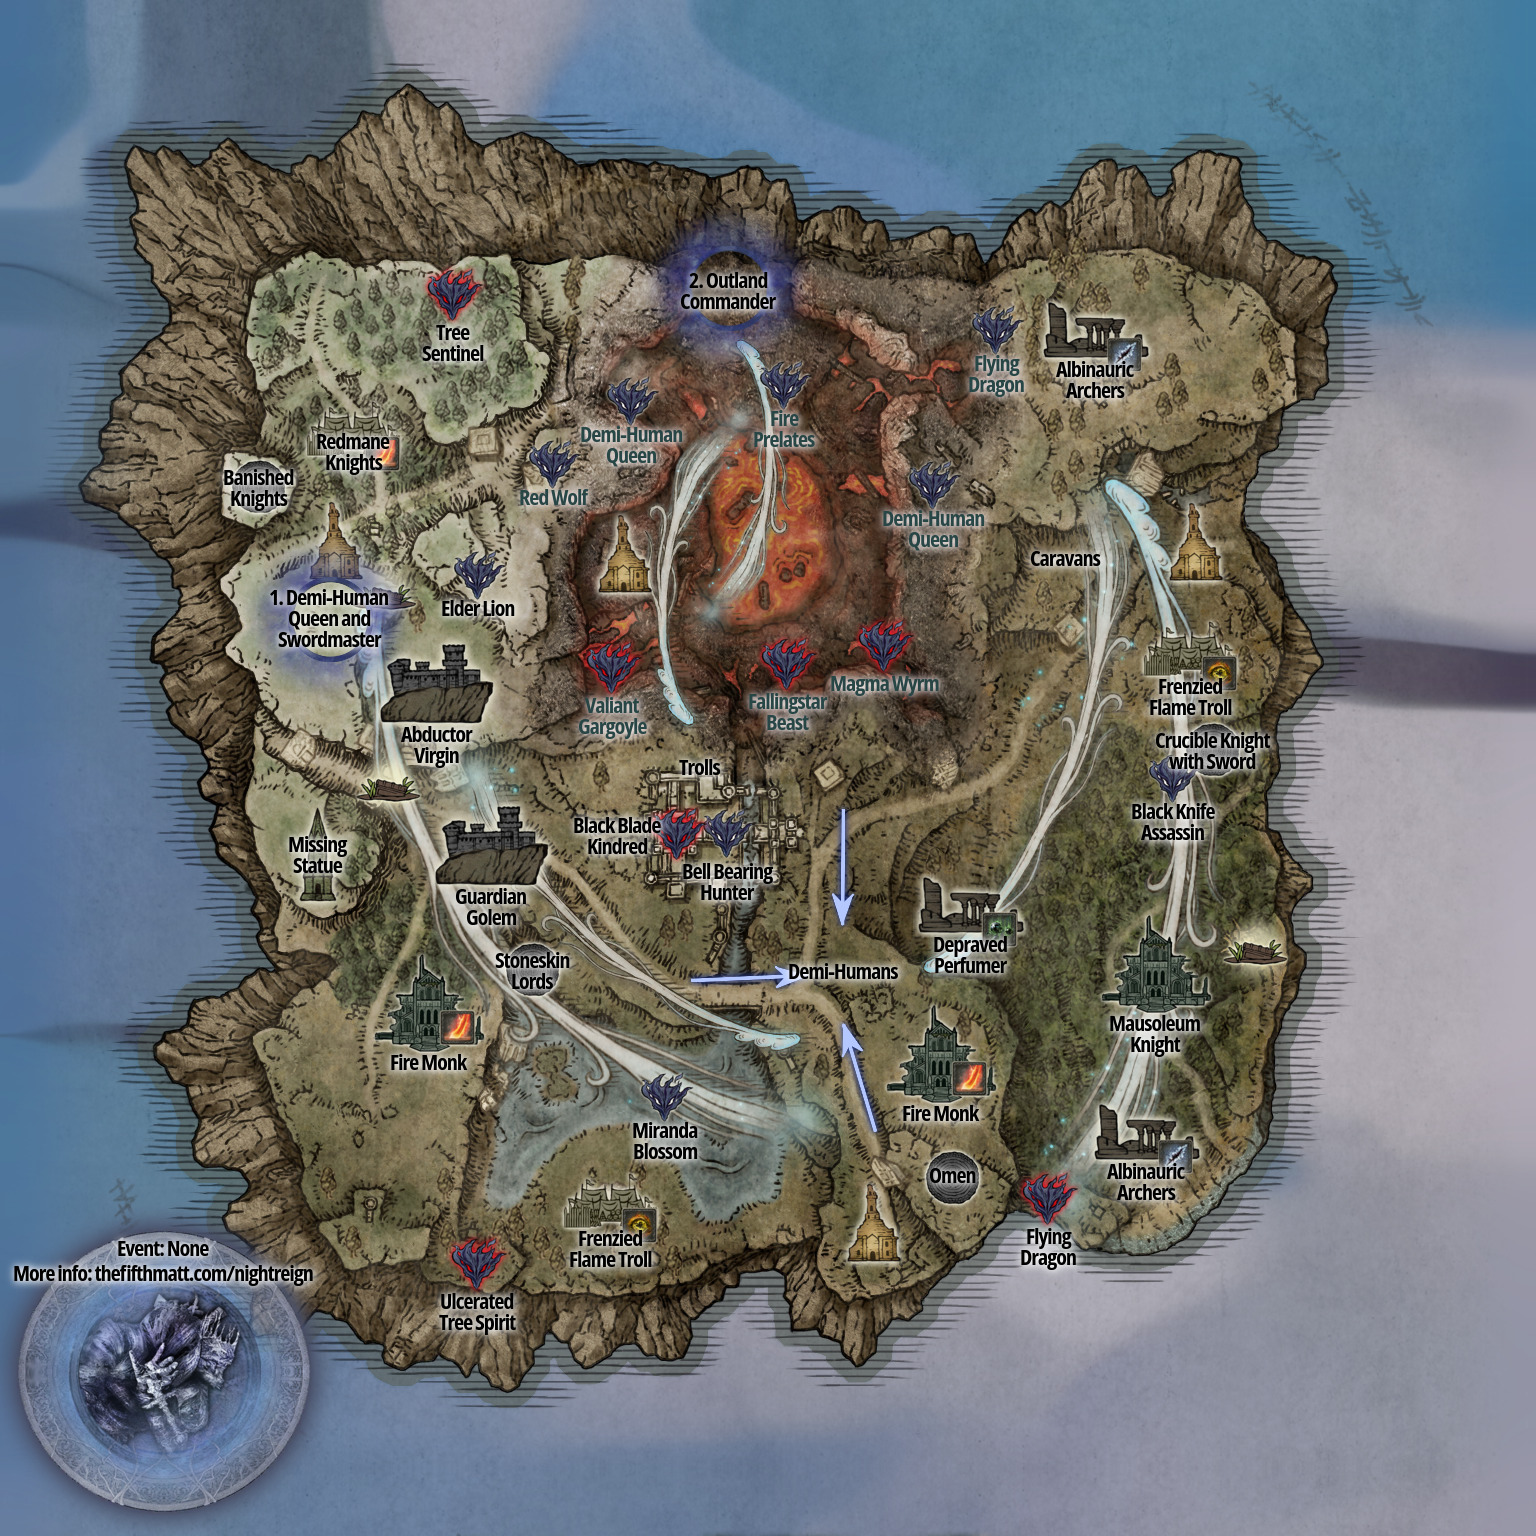 2. Outland
Commander
Tree
Sentinel
Flying
Dragon
Albinauric
Archers
Fire
Prelates
Demi-Human
Queen
Redmane
Knights
Banished
Knights
Red Wolf
Demi-Human
Queen
Caravans
1. Demi-Human
Queen and
Swordmaster
Elder Lion
Valiant
Gargoyle
Fallingstar
Beast
Magma Wyrm
Frenzied
Flame Troll
Abductor
Virgin
Crucible Knight
with Sword
Trolls
Black Blade
Kindred
Black Knife
Assassin
Missing
Statue
Bell Bearing
Hunter
Guardian
Golem
Stoneskin
Lords
Demi-Humans
Depraved
Perfumer
Mausoleum
Knight
Fire Monk
Fire Monk
Miranda
Blossom
Omen
Albinauric
Archers
Frenzied
Flame Troll
Flying
Dragon
Ulcerated
Tree Spirit
Event: None
More info: thefifthmatt.com/nightreign